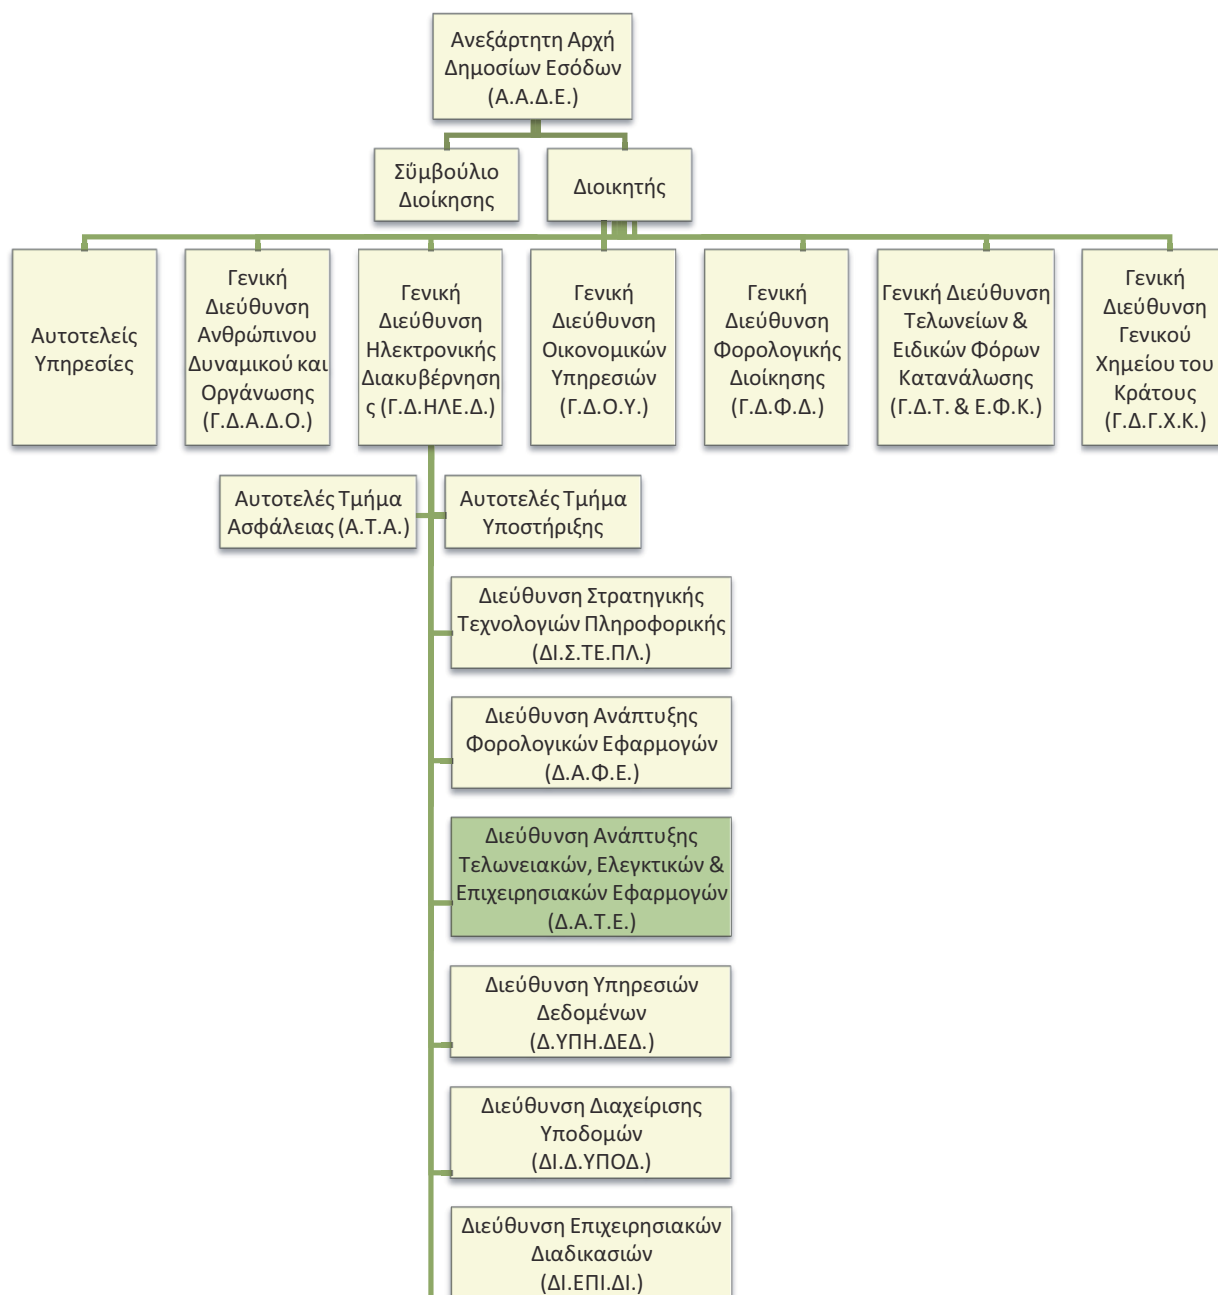 Ανεξάρτητη Αρχή
Δημοσίων Εσόδων
(Α.Α.Δ.Ε.)
Σΰμβούλιο
Διοίκησης
Διοικητής
Αυτοτελείς
Υπηρεσίες
Γενική
Διεύθυνση
Ανθρώπινου
Δυναμικού και
Οργάνωσης
(Γ.Δ.Α.Δ.Ο.)
Γενική
Διεύθυνση
Ηλεκτρονικής
Διακυβέρνηση
ς (Γ.Δ.ΗΛΕ.Δ.)
Γενική
Διεύθυνση
Οικονομικών
Υπηρεσιών
(Γ.Δ.Ο.Υ.)
Γενική
Διεύθυνση
Φορολογικής
Διοίκησης
(Γ.Δ.Φ.Δ.)
Γενική Διεύθυνση
Τελωνείων &
Ειδικών Φόρων
Κατανάλωσης
(Γ.Δ.Τ. & Ε.Φ.Κ.)
Γενική
Διεύθυνση
Γενικού
Χημείου του
Κράτους
(Γ.Δ.Γ.Χ.Κ.)
Αυτοτελές Τμήμα
Ασφάλειας (Α.Τ.Α.)
Αυτοτελές Τμήμα
Υποστήριξης
Διεύθυνση Στρατηγικής
Τεχνολογιών Πληροφορικής
(ΔΙ.Σ.ΤΕ.ΠΛ.)
Διεύθυνση Ανάπτυξης
Φορολογικών Εφαρμογών
(Δ.Α.Φ.Ε.)
Διεύθυνση Ανάπτυξης
Τελωνειακών, Ελεγκτικών &
Επιχειρησιακών Εφαρμογών
(Δ.Α.Τ.Ε.)
Διεύθυνση Υπηρεσιών
Δεδομένων
(Δ.ΥΠΗ.ΔΕΔ.)
Διεύθυνση Διαχείρισης
Υποδομών
(ΔΙ.Δ.ΥΠΟΔ.)
Διεύθυνση Επιχειρησιακών
Διαδικασιών
(ΔΙ.ΕΠΙ.ΔΙ.)